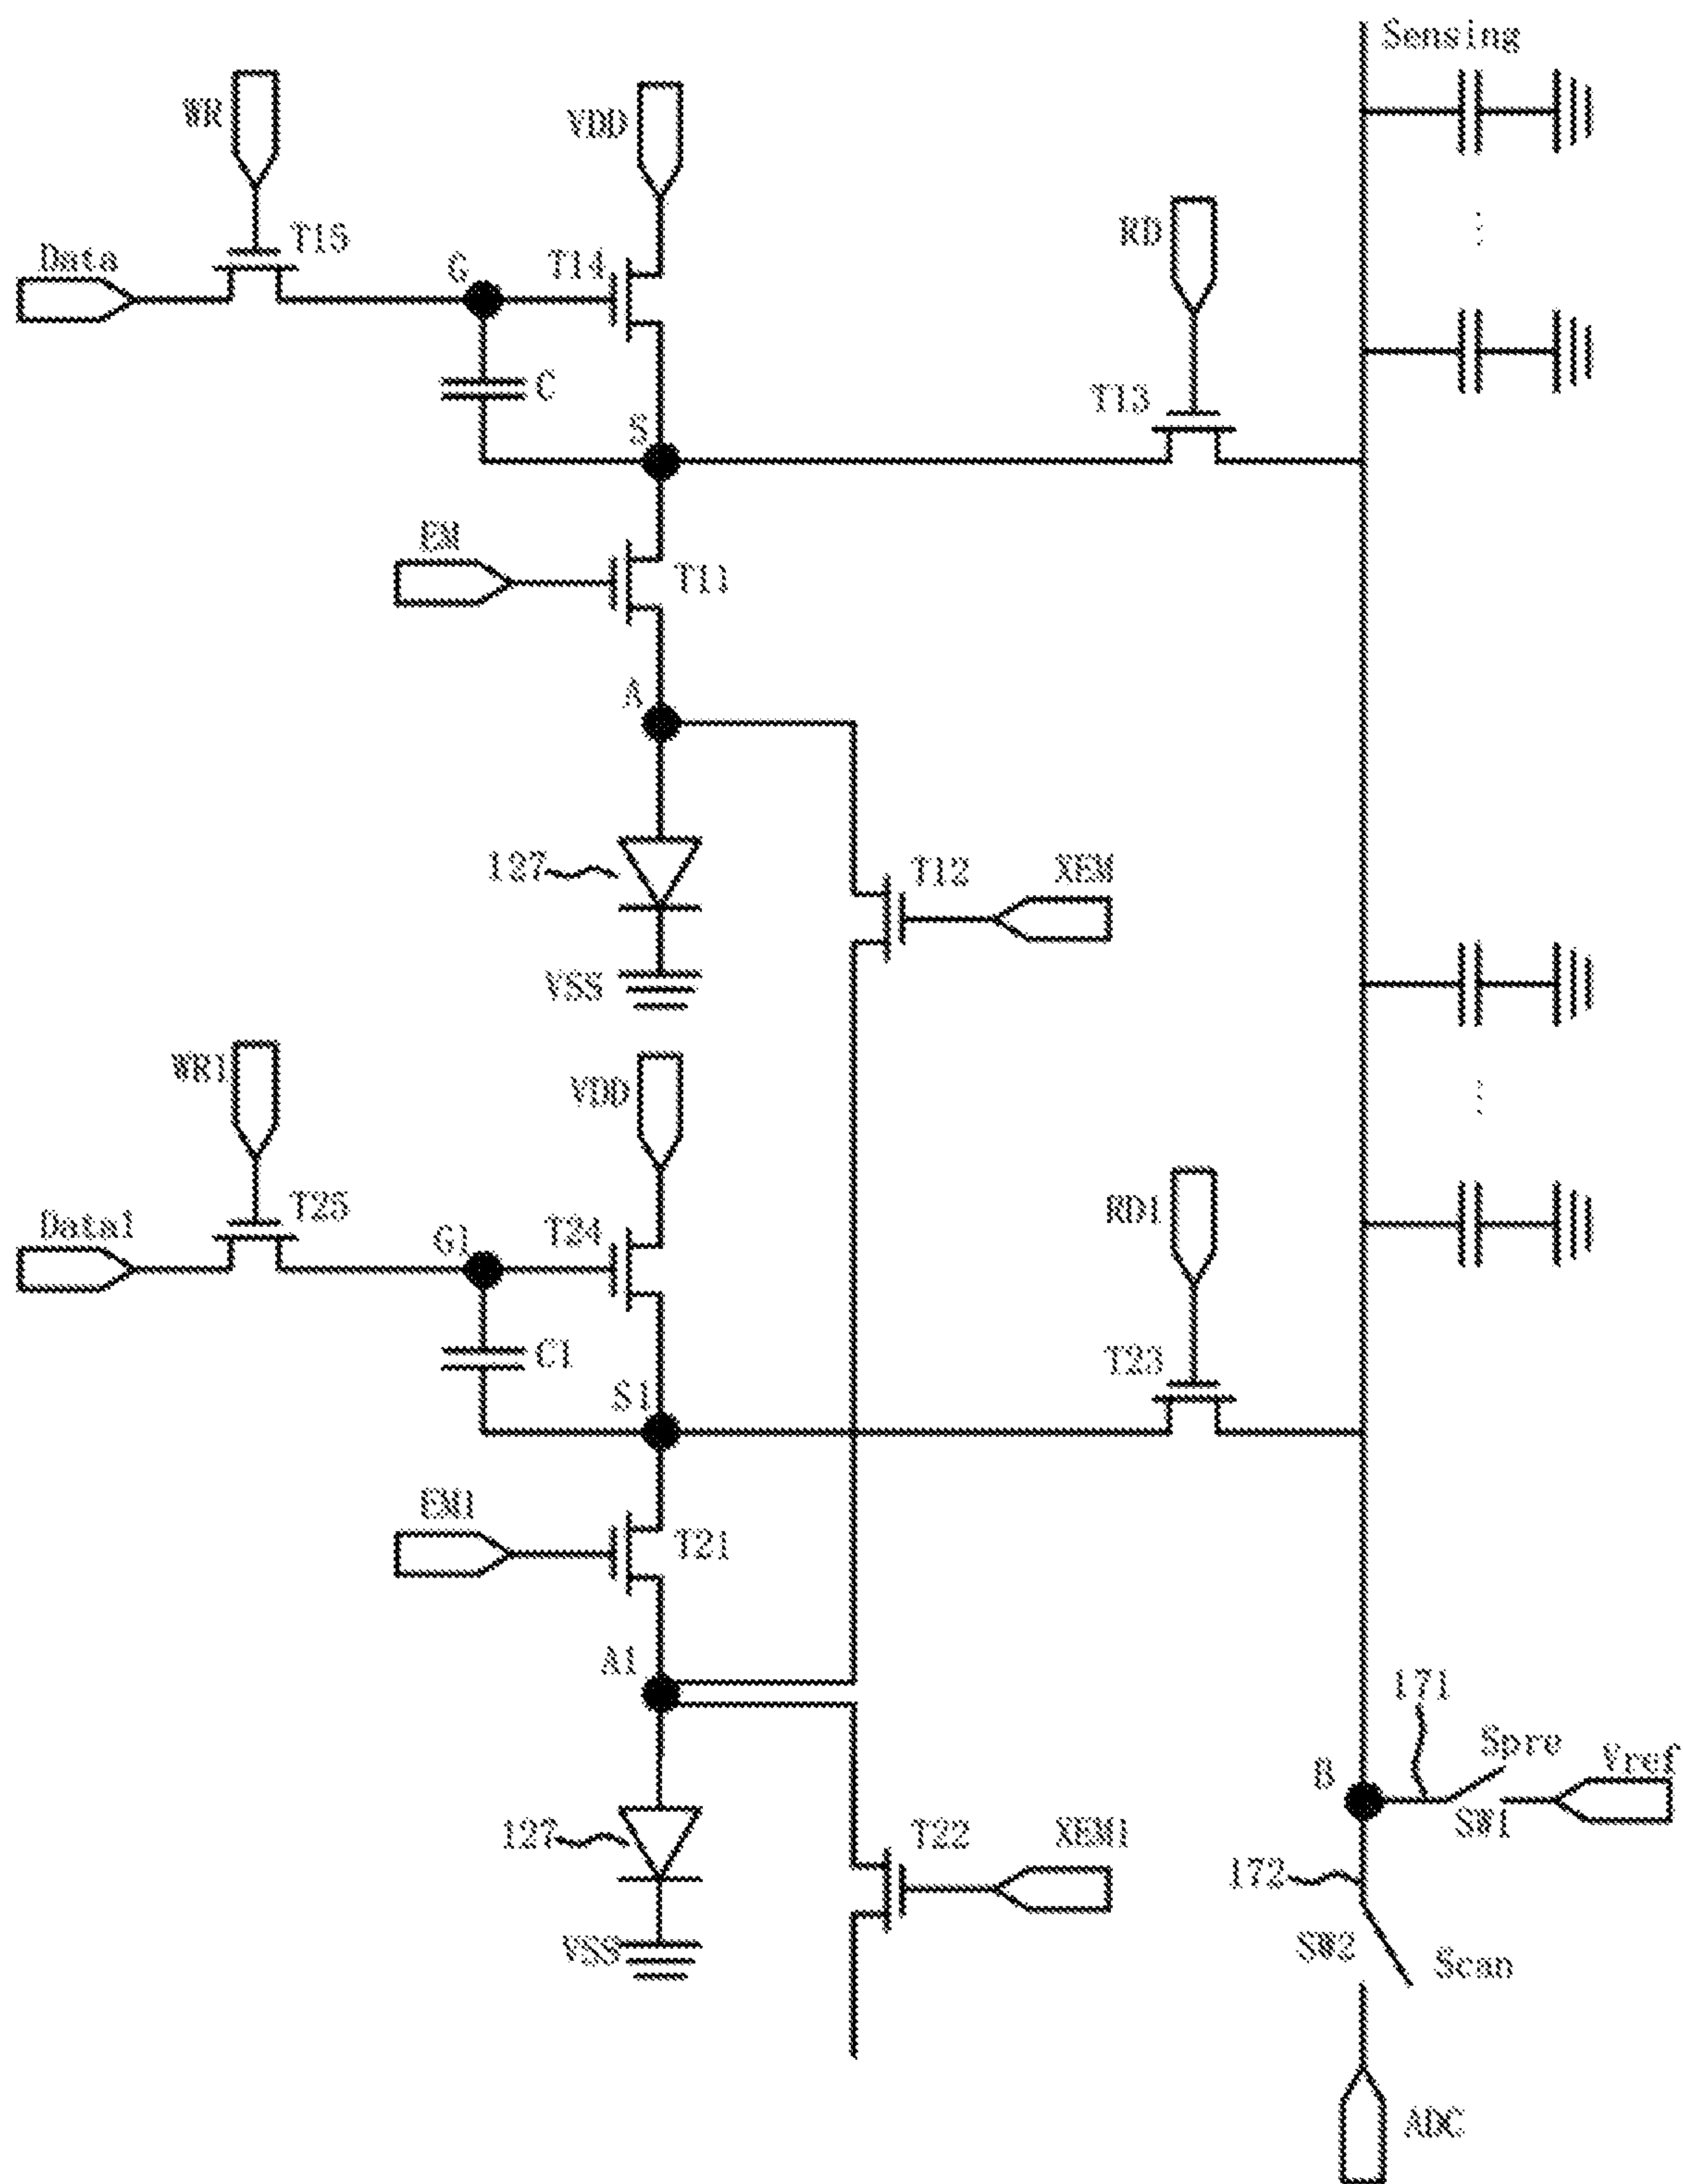 Sensing
WR
VDD
T15
Data
G
T14
RD
C
T13
S
EM
T11
A
127
T12
XEM
VSS
WR1
VDD
T25
Data1
G1
T24
RD1
C1
T23
S1
EM1
T21
A1
171
Spre
B
Vref
SW1
127
T22
XEM1
172
VSS
SW2
Scan
ADC